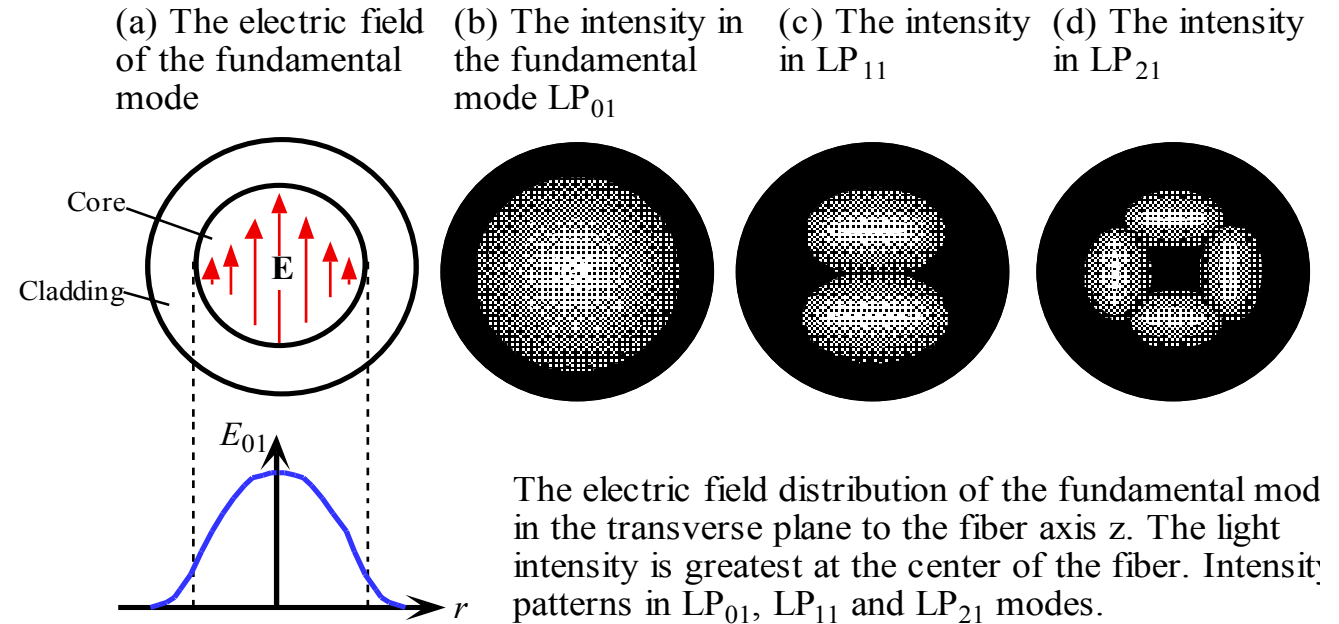 (a) The electric field
of the fundamental
mode
(b) The intensity in
the fundamental
mode LP₀₁
(c) The intensity
in LP₁₁
(d) The intensity
in LP₂₁
Core
Cladding
E
E₀₁
r
The electric field distribution of the fundamental mod
in the transverse plane to the fiber axis z. The light
intensity is greatest at the center of the fiber. Intensity
patterns in LP₀₁, LP₁₁ and LP₂₁ modes.